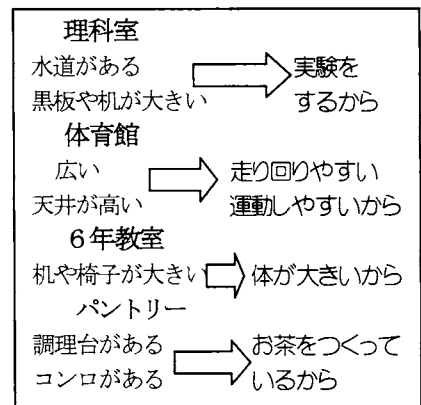 理科室
水道がある
黒板や机が大きい
実験を
するから
体育館
広い
天井が高い
走り回りやすい
運動しやすいから
6年教室
机や椅子が大きい
体が大きいから
パントリー
調理台がある
コンロがある
お茶をつくって
いるから